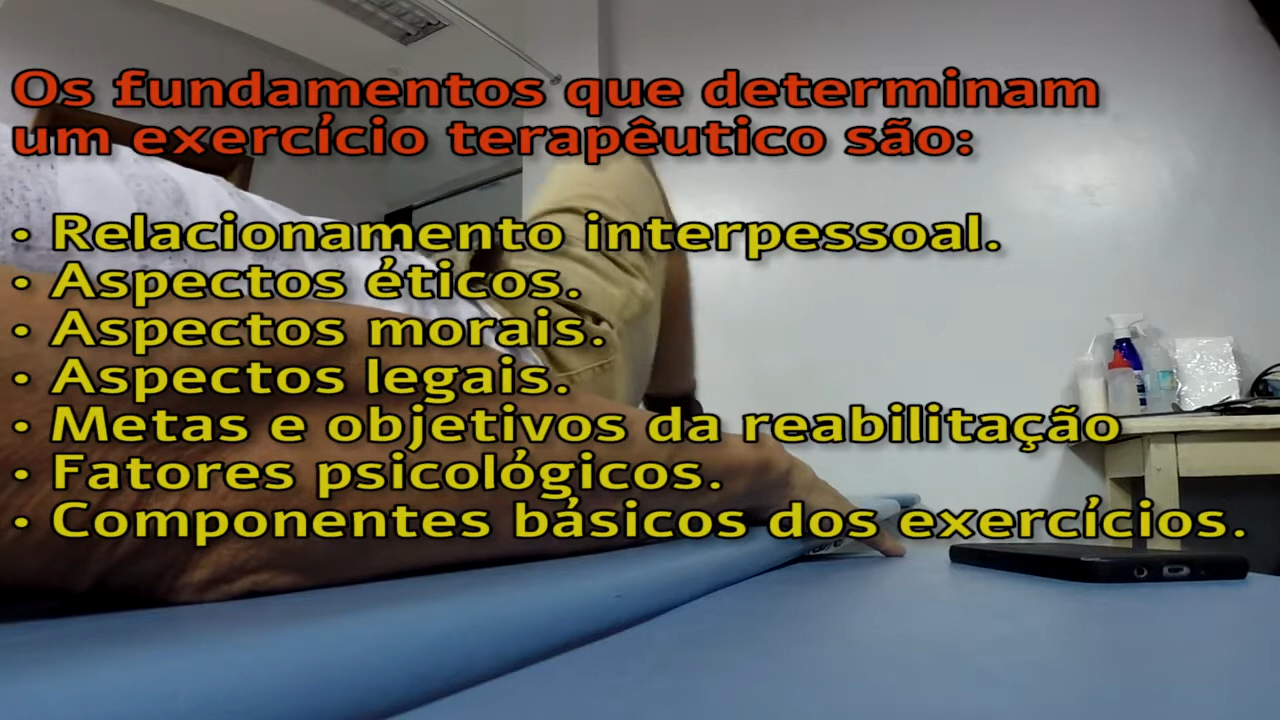 Os fundamentos que determinam
um exercício terapêutico são:
• Relacionamento interpessoal.
• Aspectos éticos.
• Aspectos morais.
• Aspectos legais.
• Metas e objetivos da reabilitação
• Fatores psicológicos.
• Componentes básicos dos exercícios.